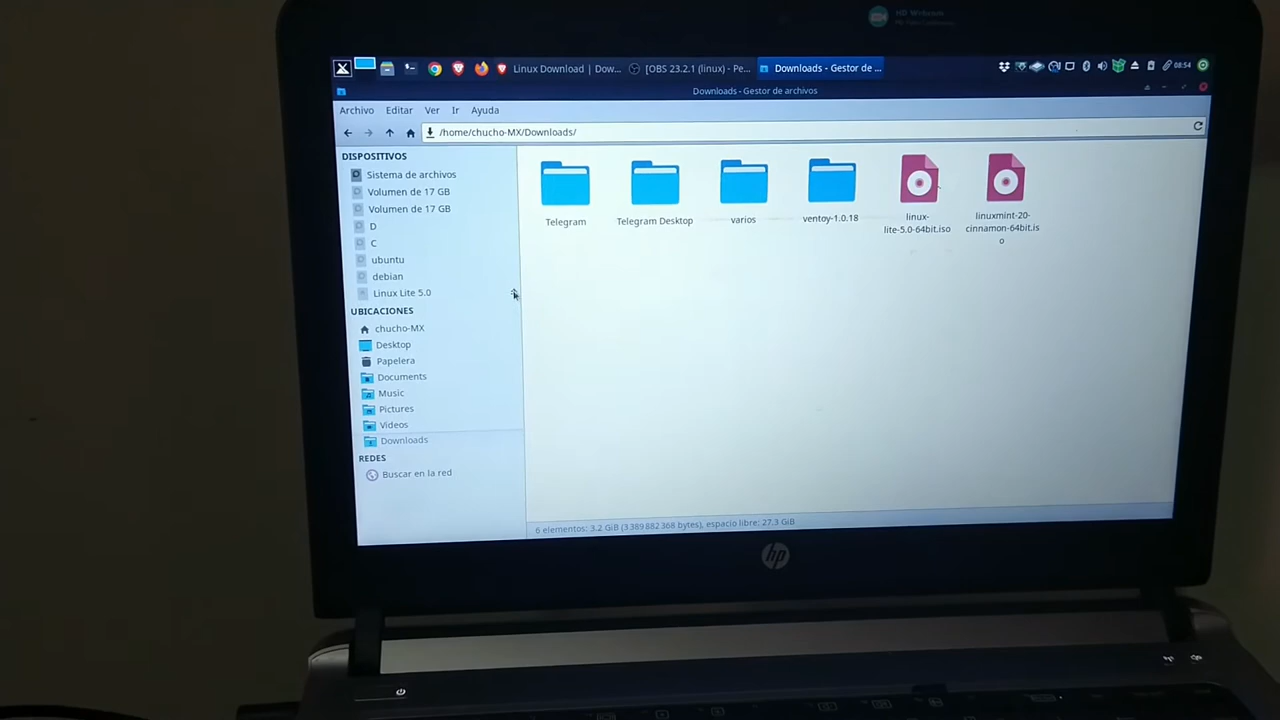 HD Webcam
Linux Download | Dow...
[OBS 23.2.1 (linux) - Pe...
Downloads - Gestor de ...
08:54
Downloads - Gestor de archivos
Archivo Editar Ver Ir Ayuda
/home/chucho-MX/Downloads/
DISPOSITIVOS
Sistema de archivos
Volumen de 17 GB
Volumen de 17 GB
D
C
ubuntu
debian
Linux Lite 5.0
UBICACIONES
chucho-MX
Desktop
Papelera
Documents
Music
Pictures
Videos
Downloads
REDES
Buscar en la red
Telegram
Telegram Desktop
varios
ventoy-1.0.18
linux-
lite-5.0-64bit.iso
linuxmint-20-
cinnamon-64bit.is
o
6 elementos: 3.2 GiB (3 389 882 368 bytes), espacio libre: 27.3 GiB
hp